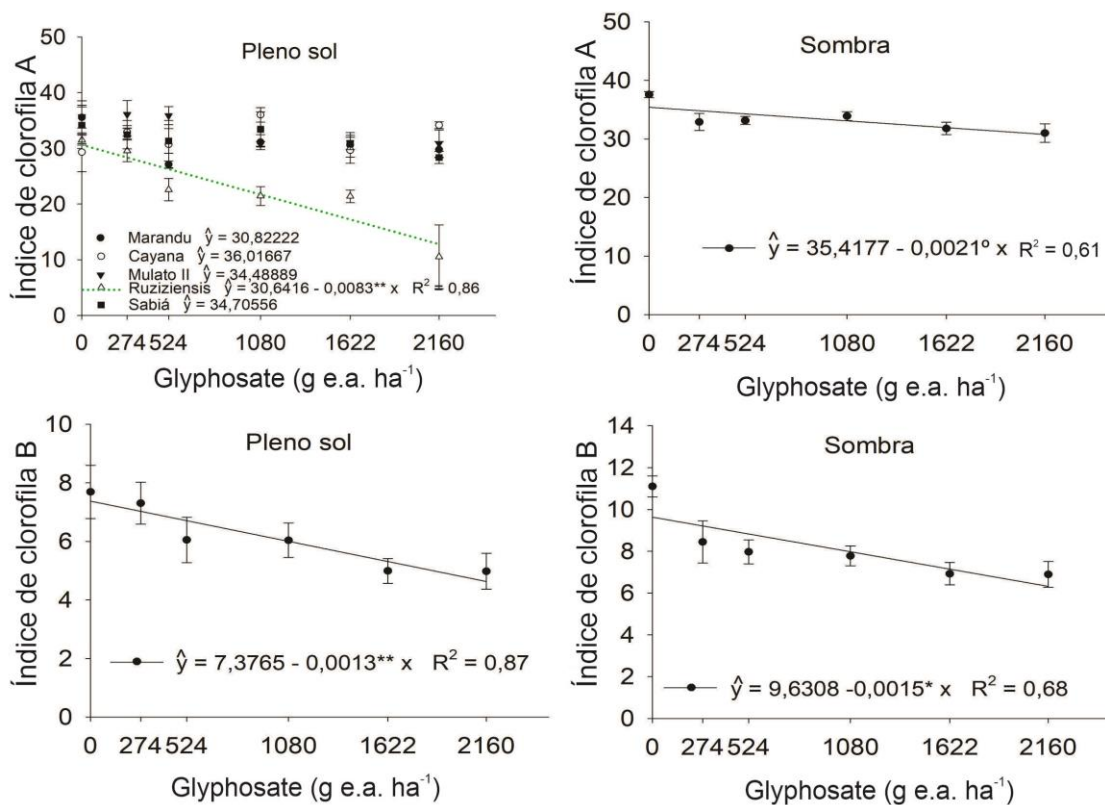 Pleno sol
Índice de clorofila A
50
40
30
20
10
0
Marandu ŷ = 30,82222
Cayana ŷ = 36,01667
Mulato II ŷ = 34,48889
Ruziziensis ŷ = 30,6416 - 0,0083** x R² = 0,86
Sabiá ŷ = 34,70556
0 274 524 1080 1622 2160
Glyphosate (g e.a. ha⁻¹)
Sombra
Índice de clorofila A
50
40
30
20
10
0
ŷ = 35,4177 - 0,0021º x R² = 0,61
0 274 524 1080 1622 2160
Glyphosate (g e.a. ha⁻¹)
Pleno sol
Índice de clorofila B
10
8
6
4
2
0
ŷ = 7,3765 - 0,0013** x R² = 0,87
0 274 524 1080 1622 2160
Glyphosate (g e.a. ha⁻¹)
Sombra
Índice de clorofila B
14
12
10
8
6
4
2
0
ŷ = 9,6308 -0,0015* x R² = 0,68
0 274 524 1080 1622 2160
Glyphosate (g e.a. ha⁻¹)